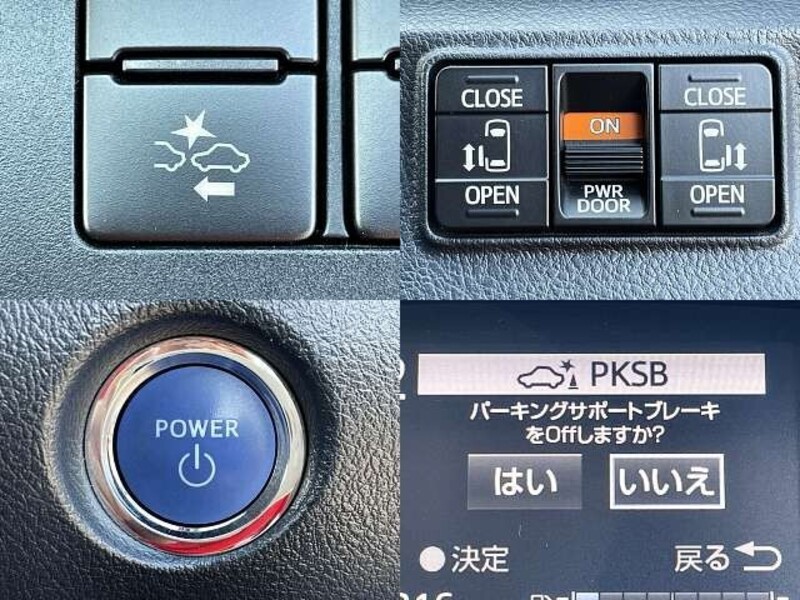 CLOSE
OPEN
ON
PWR
DOOR
CLOSE
OPEN
POWER
PKSB
パーキングサポートブレーキ
をOffしますか?
はい いいえ
●決定 戻る